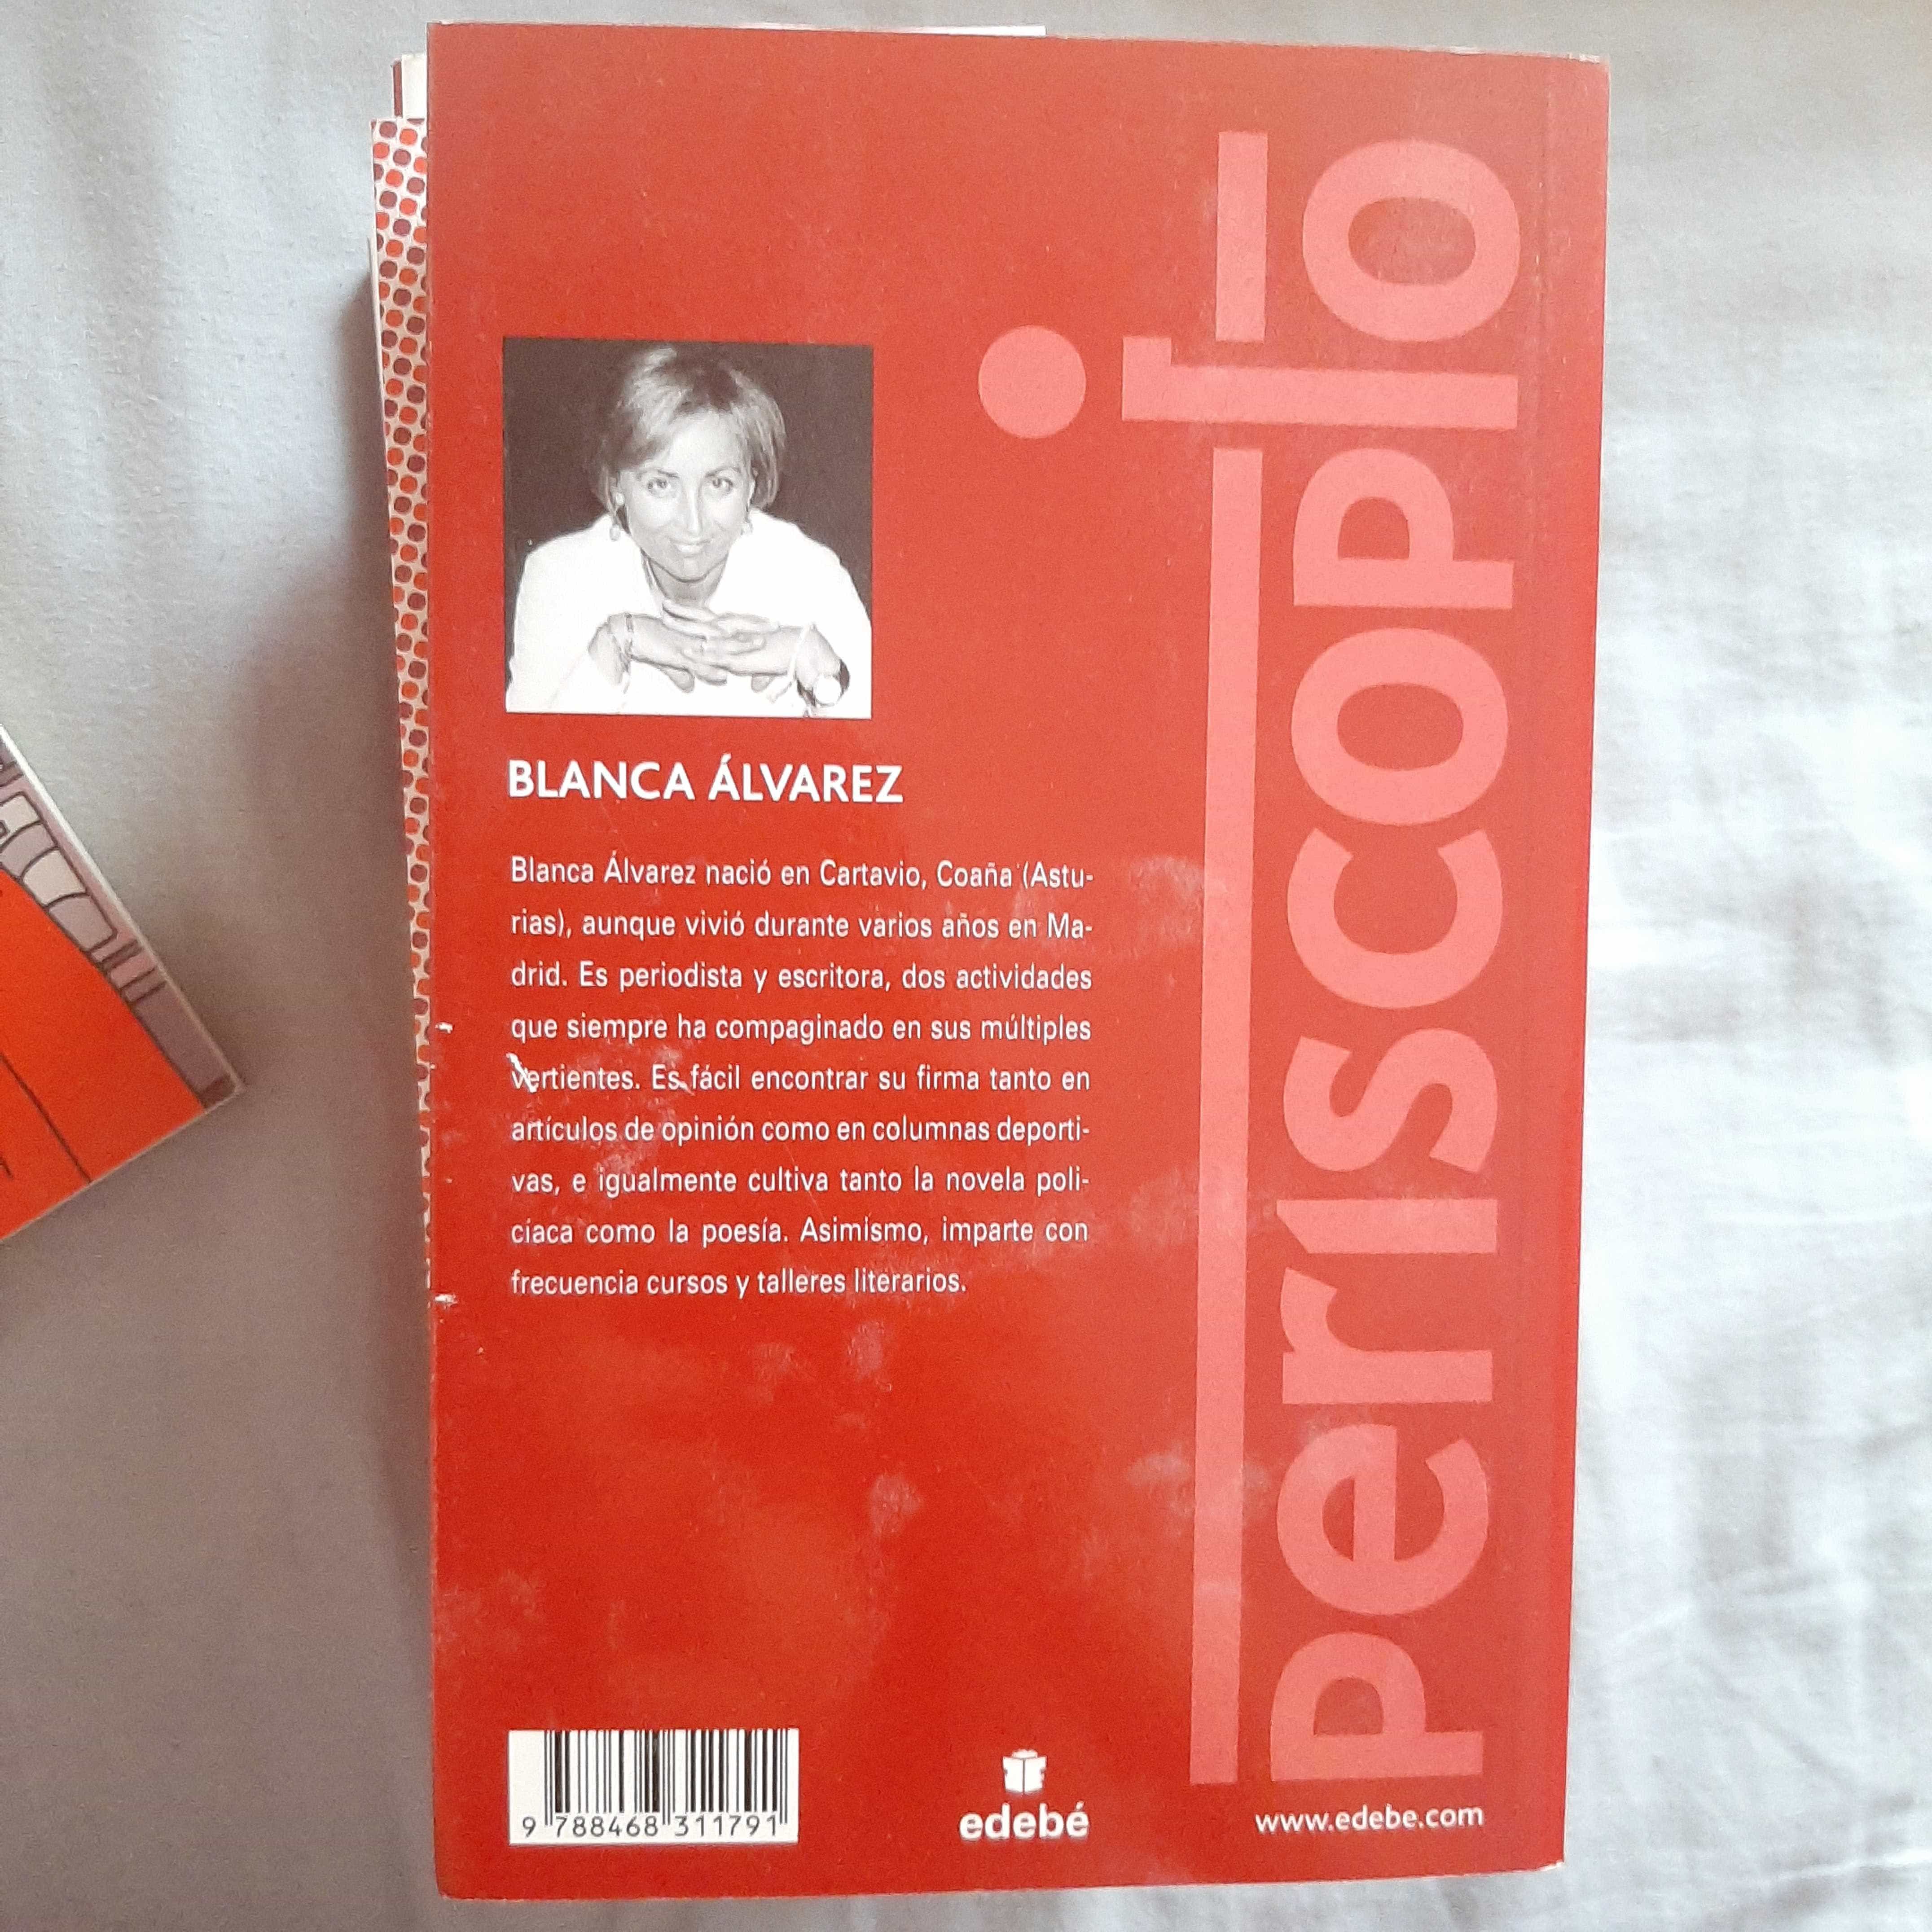 BLANCA ÁLVAREZ
Blanca Álvarez nació en Cartavio, Coaña (Astu-
rias), aunque vivió durante varios años en Ma-
drid. Es periodista y escritora, dos actividades
que siempre ha compaginado en sus múltiples
vertientes. Es fácil encontrar su firma tanto en
artículos de opinión como en columnas deporti-
vas, e igualmente cultiva tanto la novela poli-
cíaca como la poesía. Asimismo, imparte con
frecuencia cursos y talleres literarios.
periscopio
9 788468 311791
edebé
www.edebe.com